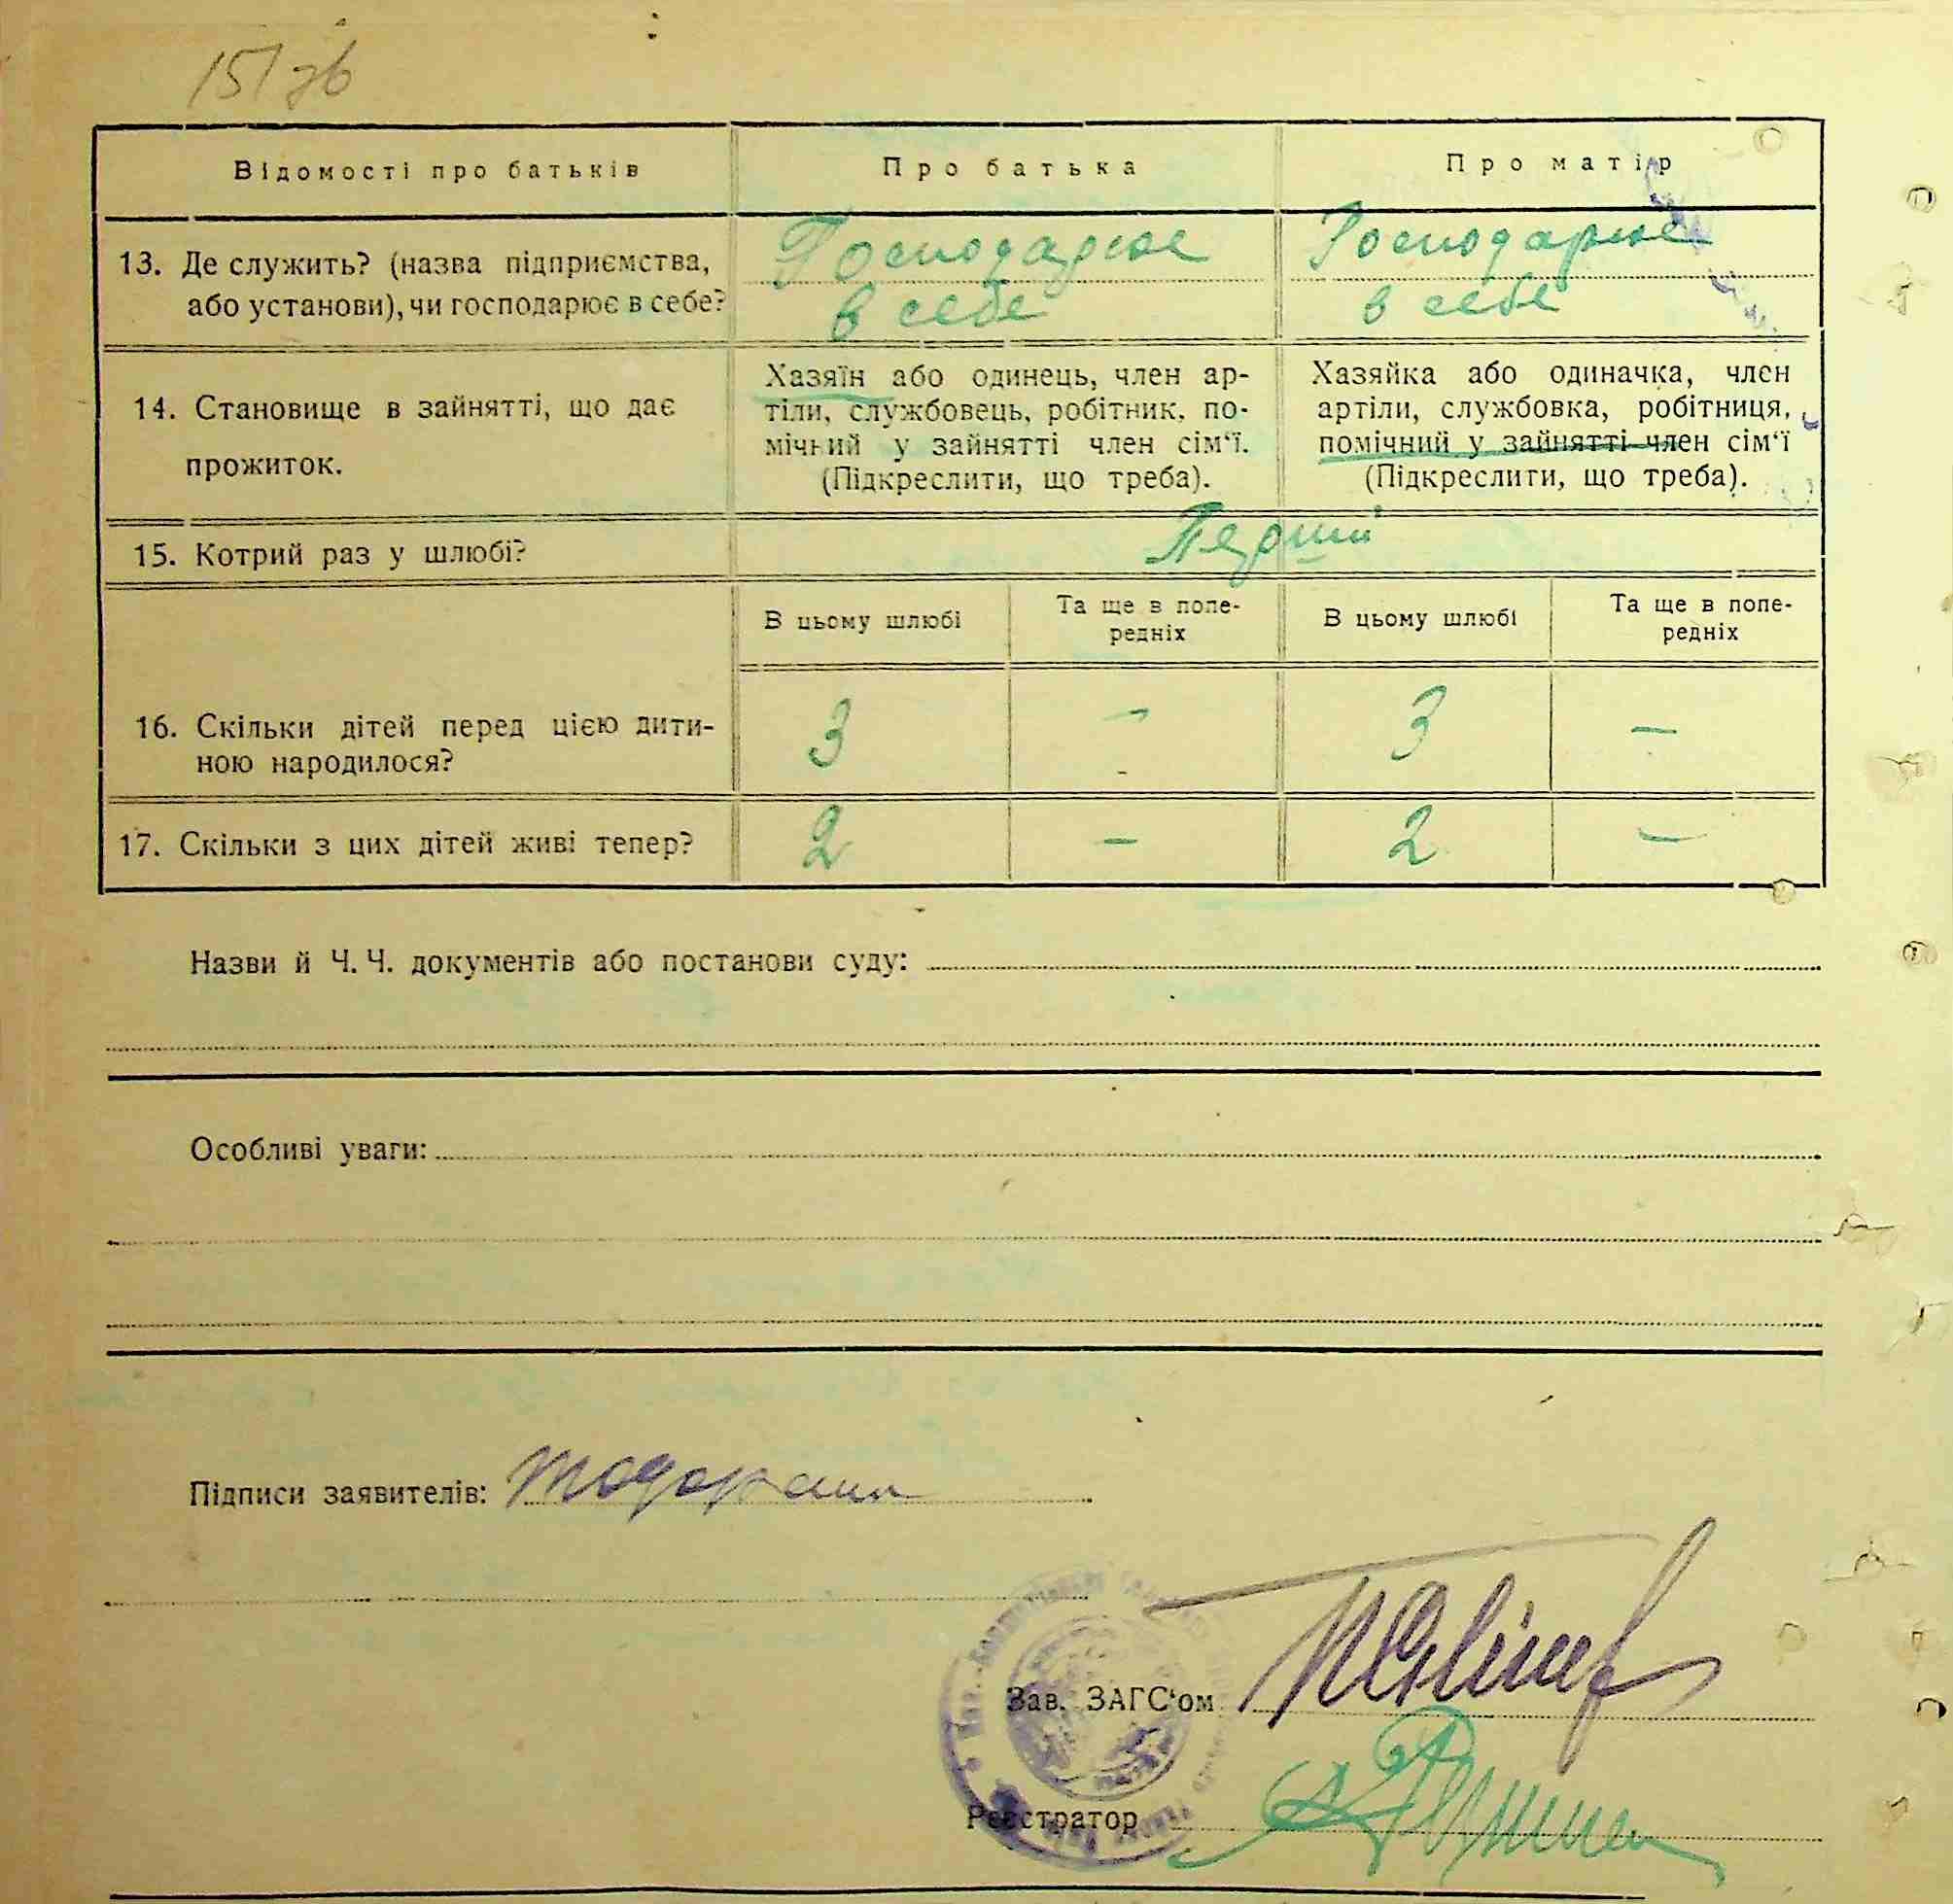 151 зв
Відомості про батьків
Про батька
Про матір
13. Де служить? (назва підприємства,
або установи), чи господарює в себе?
Господарює
в себе
Господарює
в себе
14. Становище в зайнятті, що дає
прожиток.
Хазяїн або одинець, член ар-
тіли, службовець, робітник, по-
мічний у зайнятті член сім‘ї.
(Підкреслити, що треба).
Хазяйка або одиначка, член
артіли, службовка, робітниця,
помічний у зайнятті член сім‘ї
(Підкреслити, що треба).
15. Котрий раз у шлюбі?
Перший
В цьому шлюбі
Та ще в попе-
редніх
В цьому шлюбі
Та ще в попе-
редніх
16. Скільки дітей перед цією дити-
ною народилося?
3 - 3 —
17. Скільки з цих дітей живі тепер?
2 — 2 —
Назви й Ч. Ч. документів або постанови суду:
Особливі уваги:
Підписи заявителів:
Зав. ЗАГС‘ом
Реєстратор